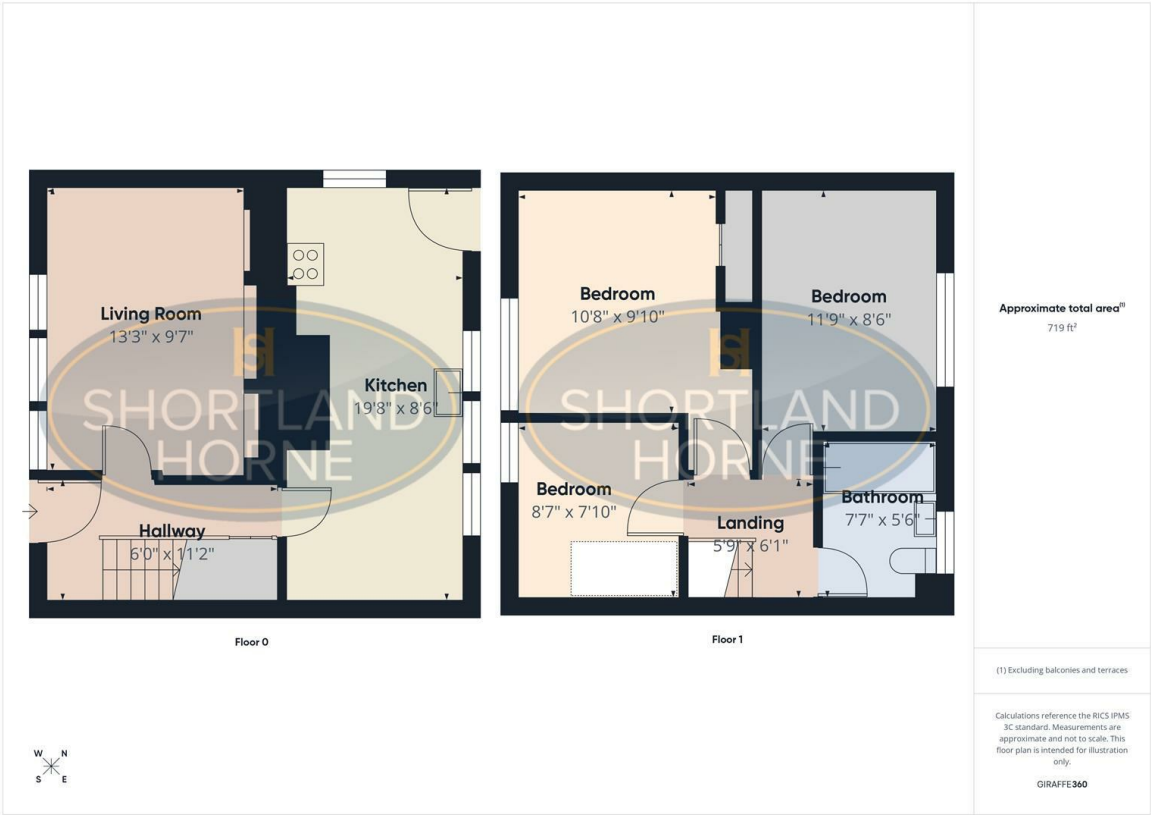 Living Room
13'3" x 9'7"
Kitchen
19'8" x 8'6"
Hallway
6'0" x 11'2"
Floor 0
SHORTLAND
HORNE
Bedroom
10'8" x 9'10"
Bedroom
11'9" x 8'6"
Bedroom
8'7" x 7'10"
Landing
5'9" x 6'1"
Bathroom
7'7" x 5'6"
Floor 1
SHORTLAND
HORNE
W N
S E
Approximate total area(1)
719 ft²
(1) Excluding balconies and terraces
Calculations reference the RICS IPMS
3C standard. Measurements are
approximate and not to scale. This
floor plan is intended for illustration
only.
GIRAFFE360